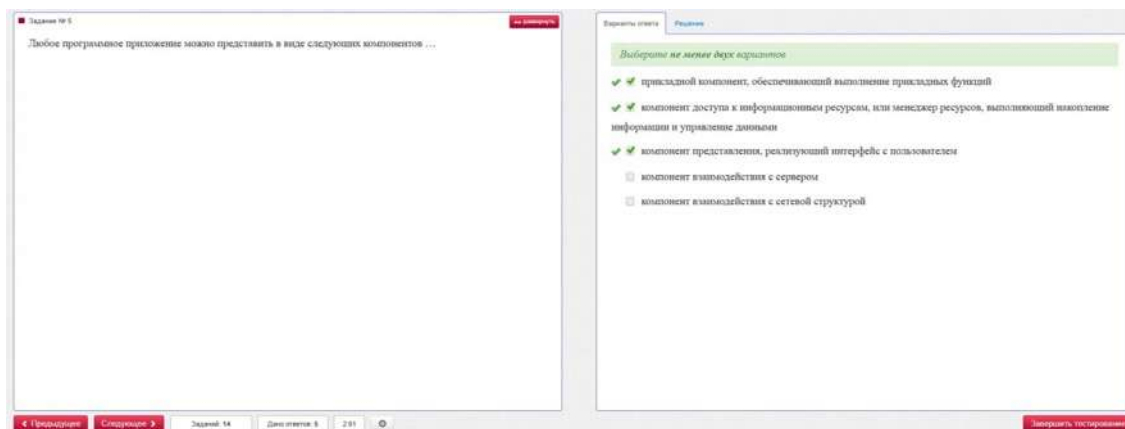 Задание № 5
развернуть
Любое программное приложение можно представить в виде следующих компонентов …
Варианты ответа
Решение
Выберите не менее двух вариантов
прикладной компонент, обеспечивающий выполнение прикладных функций
компонент доступа к информационным ресурсам, или менеджер ресурсов, выполняющий накопление
информации и управление данными
компонент представления, реализующий интерфейс с пользователем
компонент взаимодействия с сервером
компонент взаимодействия с сетевой структурой
Предыдущее
Следующее
Заданий: 14
Дано ответов: 5
Завершить тестирование